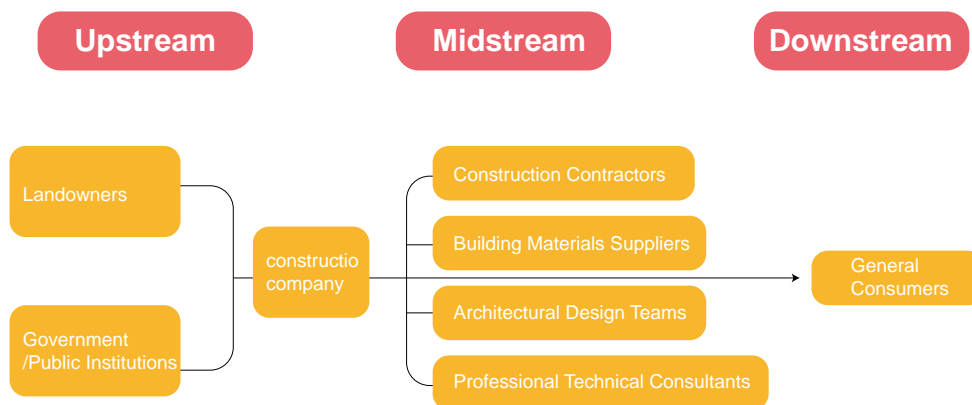 Upstream
Midstream
Downstream
Landowners
Government
/Public Institutions
constructio
company
Construction Contractors
Building Materials Suppliers
Architectural Design Teams
Professional Technical Consultants
General
Consumers